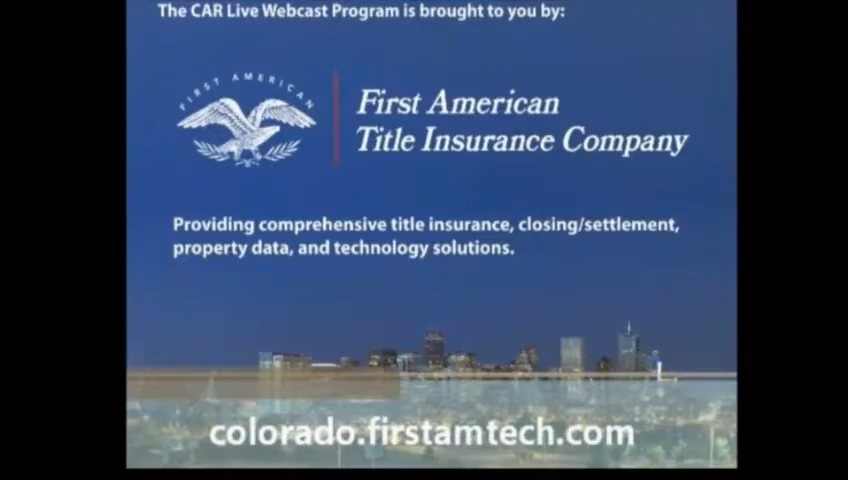 The CAR Live Webcast Program is brought to you by:
FIRST AMERICAN
First American
Title Insurance Company
Providing comprehensive title insurance, closing/settlement,
property data, and technology solutions.
colorado.firstamtech.com